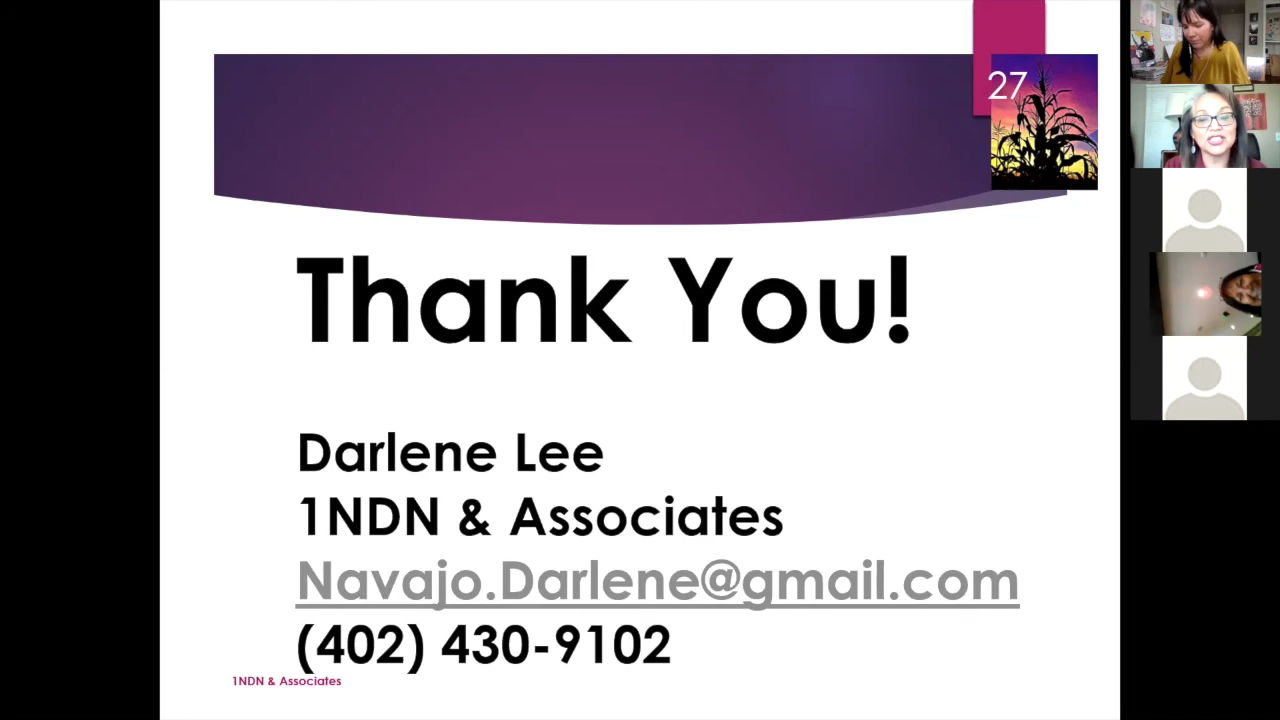 27
Thank You!
Darlene Lee
1NDN & Associates
Navajo.Darlene@gmail.com
(402) 430-9102
1NDN & Associates